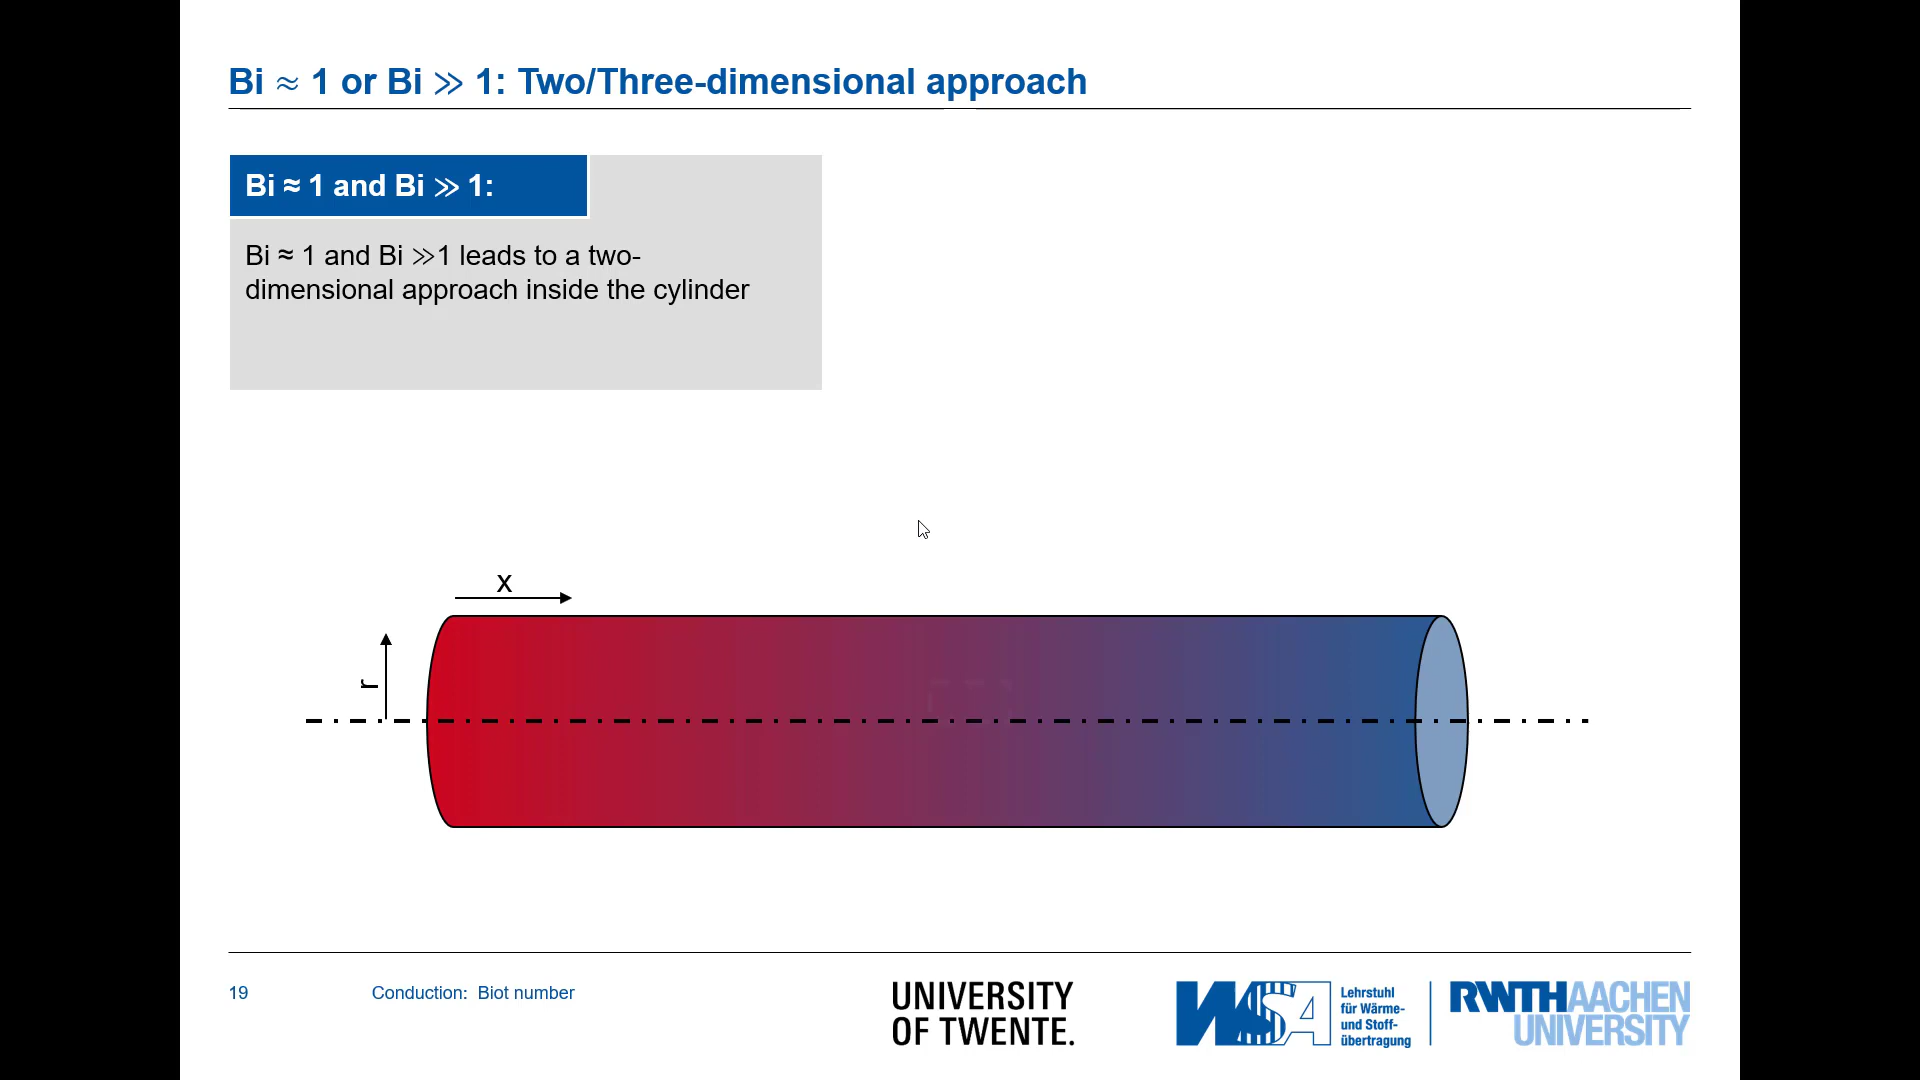 Bi ≈ 1 or Bi ≫ 1: Two/Three-dimensional approach
Bi ≈ 1 and Bi ≫ 1:
Bi ≈ 1 and Bi ≫1 leads to a two-
dimensional approach inside the cylinder
x
r
19
Conduction: Biot number
UNIVERSITY
OF TWENTE.
WSA
Lehrstuhl
für Wärme-
und Stoff-
übertragung
RWTHAACHEN
UNIVERSITY